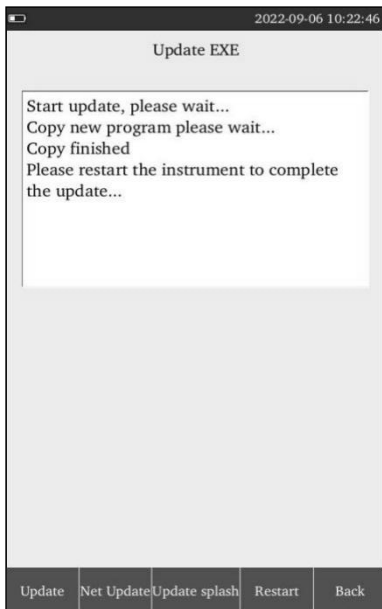 2022-09-06 10:22:46
Update EXE
Start update, please wait...
Copy new program please wait...
Copy finished
Please restart the instrument to complete
the update...
Update Net Update Update splash Restart Back